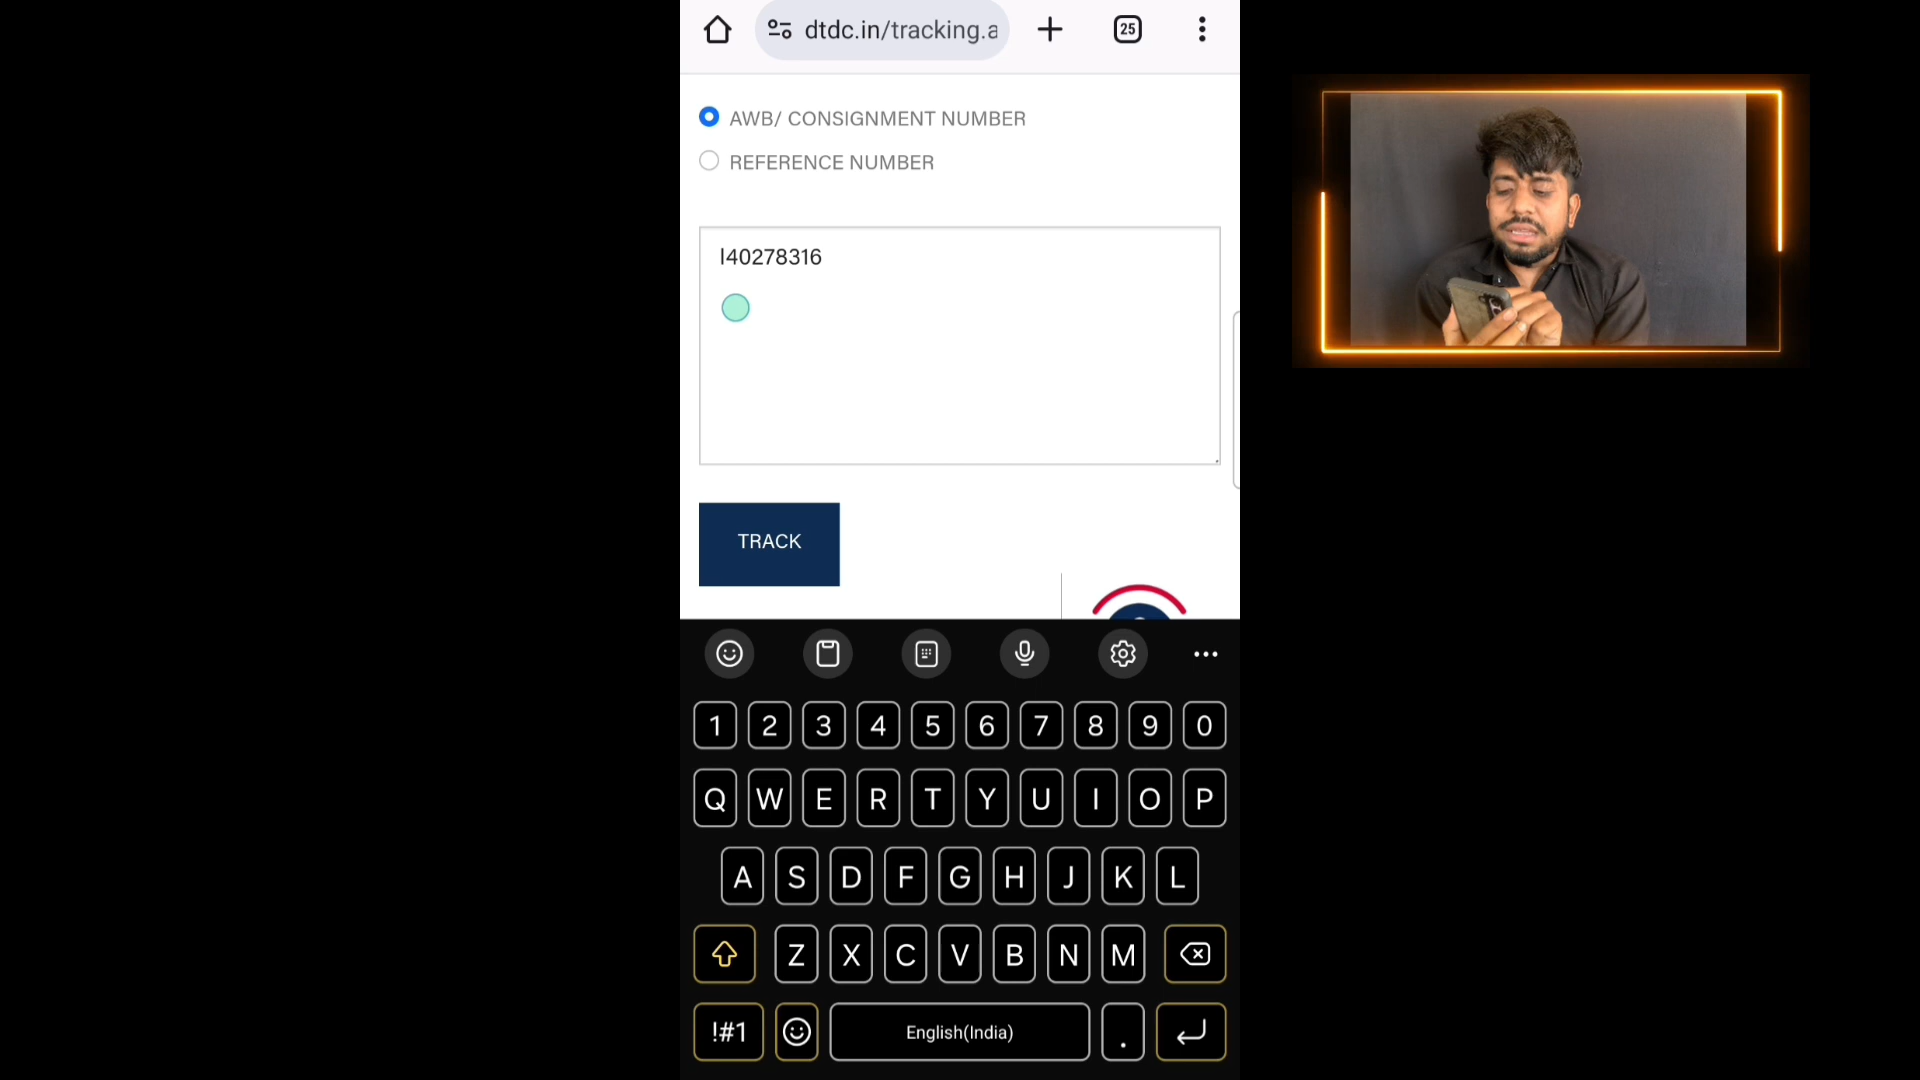 dtdc.in/tracking.a
25
AWB/ CONSIGNMENT NUMBER
REFERENCE NUMBER
l40278316
TRACK
1 2 3 4 5 6 7 8 9 0
Q W E R T Y U I O P
A S D F G H J K L
Z X C V B N M
!#1 English(India) .